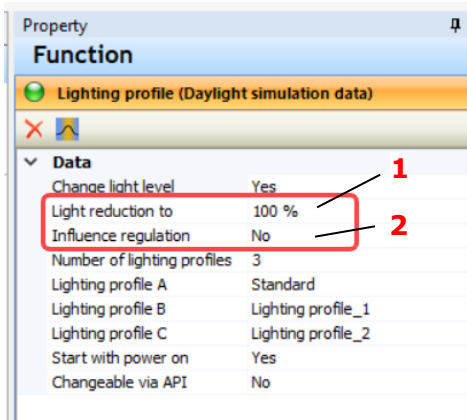 Property
Function
Lighting profile (Daylight simulation data)
Data
Change light level Yes
1
Light reduction to 100 %
Influence regulation No
2
Number of lighting profiles 3
Lighting profile A Standard
Lighting profile B Lighting profile_1
Lighting profile C Lighting profile_2
Start with power on Yes
Changeable via API No